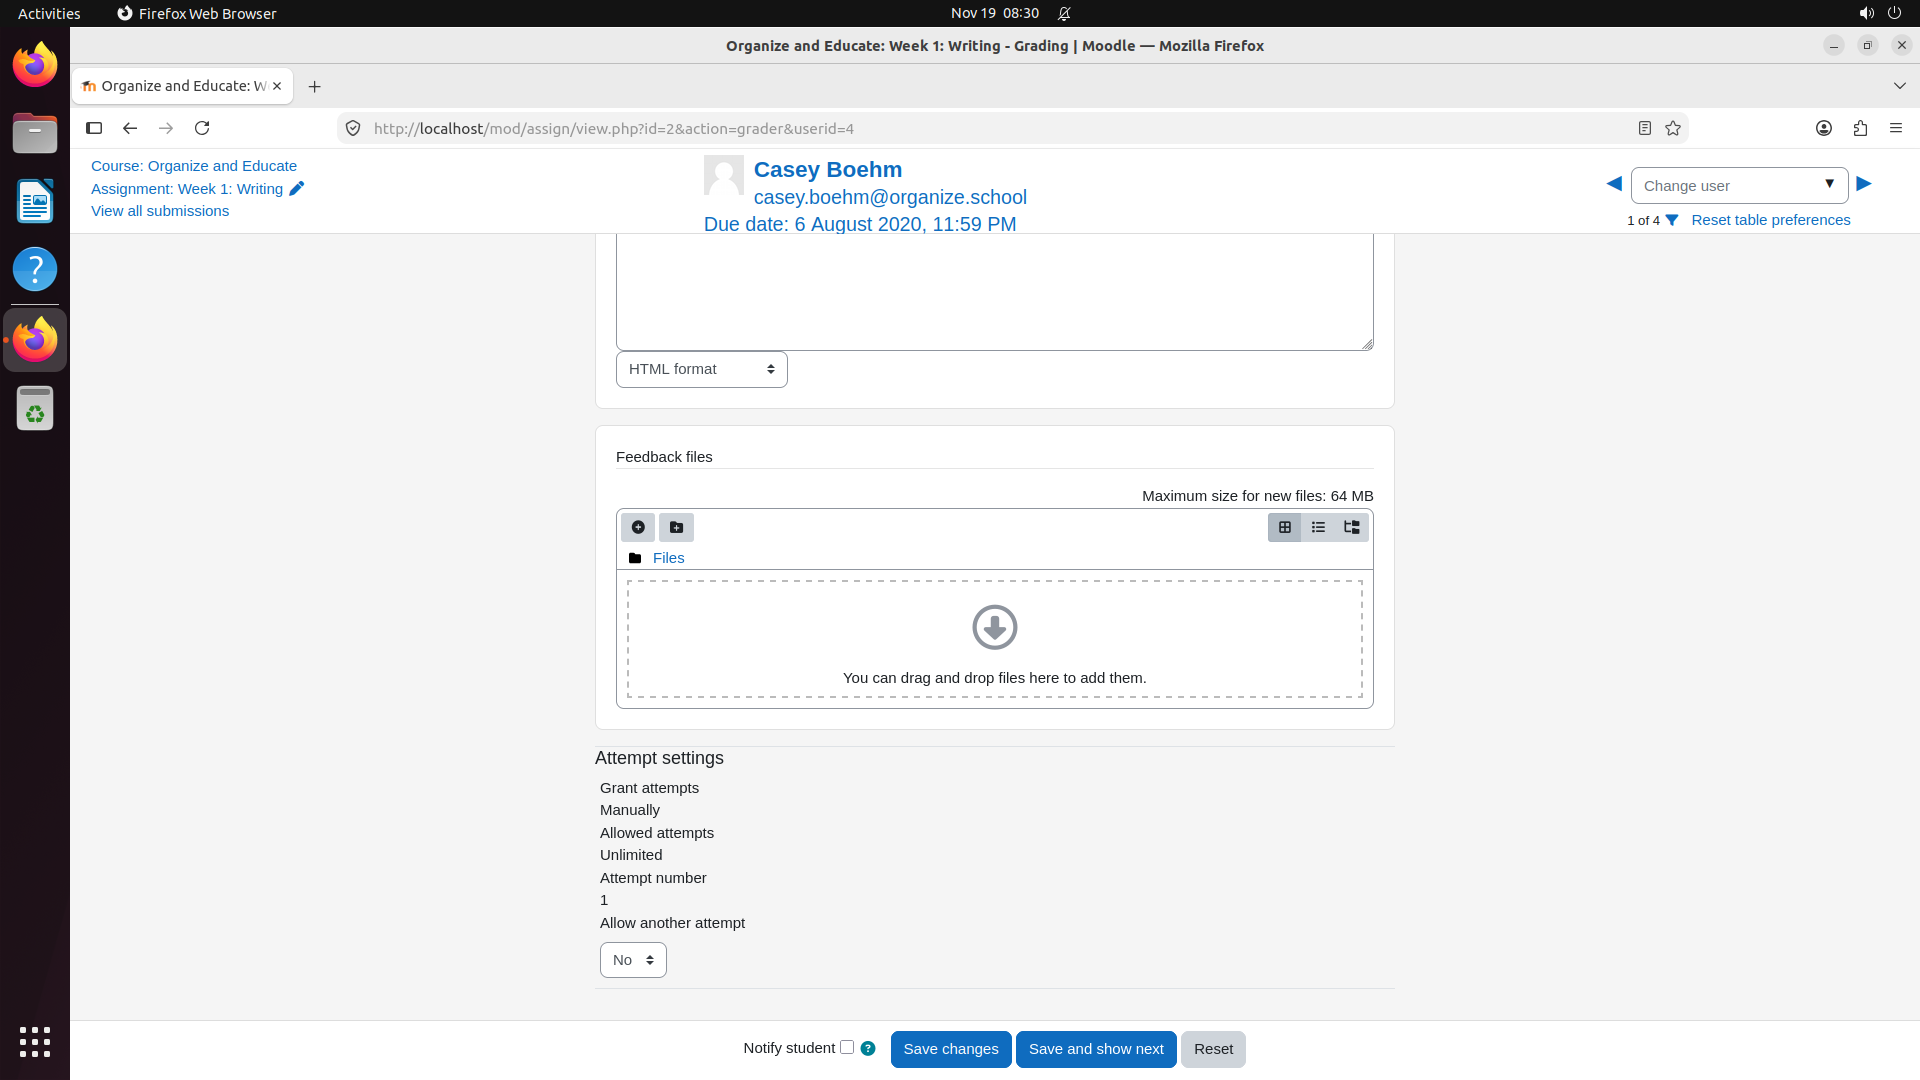 Activities
Firefox Web Browser
Nov 19 08:30
Organize and Educate: Week 1: Writing - Grading | Moodle — Mozilla Firefox
Organize and Educate: W
http://localhost/mod/assign/view.php?id=2&action=grader&userid=4
Course: Organize and Educate
Assignment: Week 1: Writing
View all submissions
Casey Boehm
casey.boehm@organize.school
Due date: 6 August 2020, 11:59 PM
Change user
1 of 4
Reset table preferences
HTML format
Feedback files
Maximum size for new files: 64 MB
Files
You can drag and drop files here to add them.
Attempt settings
Grant attempts
Manually
Allowed attempts
Unlimited
Attempt number
1
Allow another attempt
No
Notify student
Save changes
Save and show next
Reset